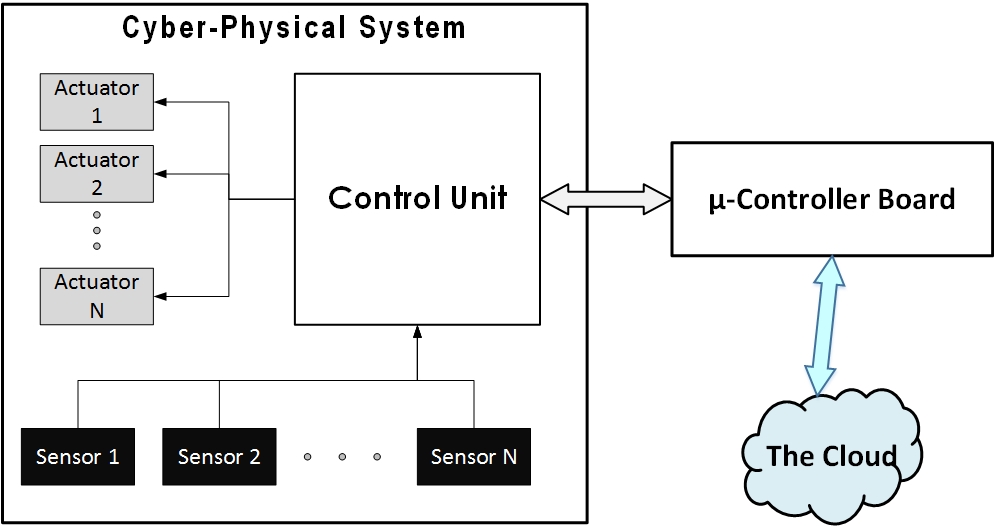 Cyber-Physical System
Actuator
1
Actuator
2
Actuator
N
Control Unit
μ-Controller Board
Sensor 1
Sensor 2
Sensor N
The Cloud